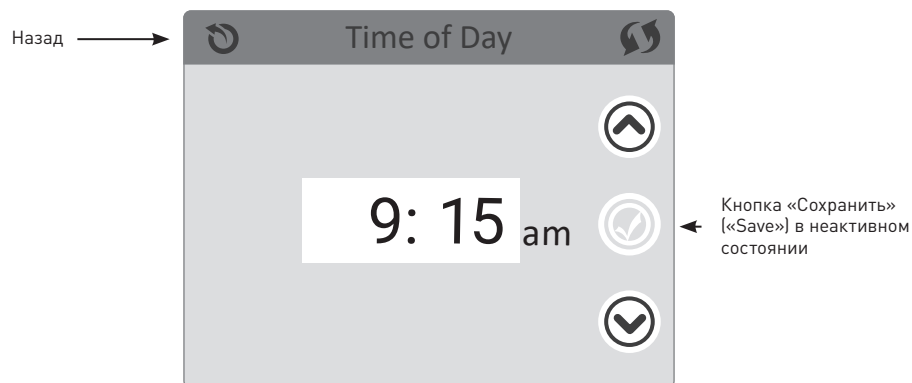 Назад
Time of Day
9: 15 am
Кнопка «Сохранить»
(«Save») в неактивном
состоянии